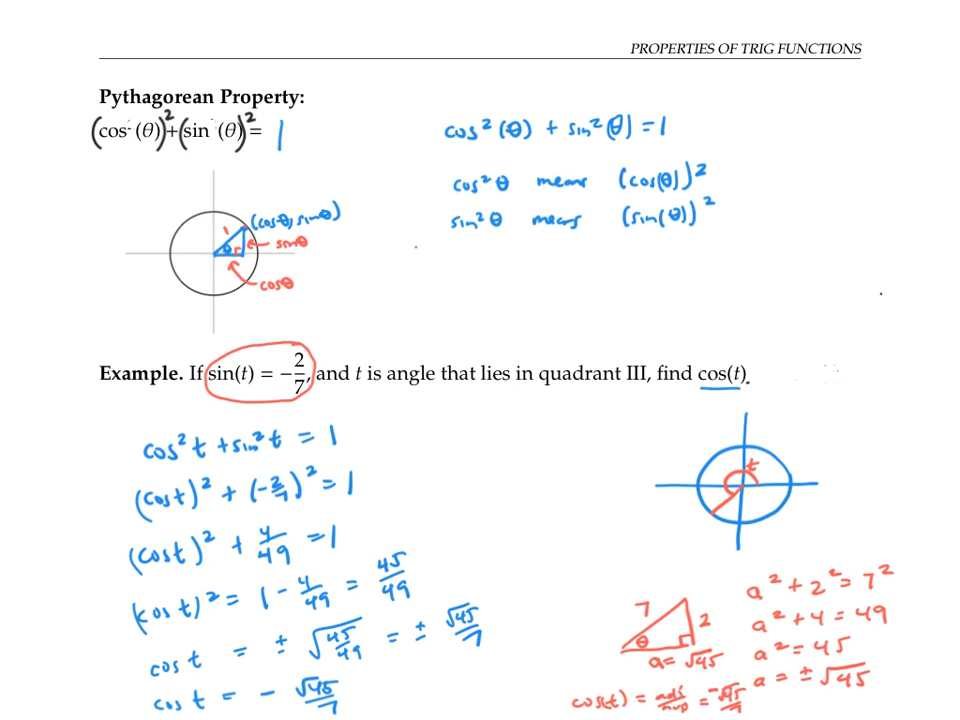 PROPERTIES OF TRIG FUNCTIONS
Pythagorean Property:
(cos (θ))²+(sin (θ))² = 1
cos²(θ) + sin²(θ) = 1
cos²θ means (cos(θ))²
sin²θ means (sin(θ))²
(cosθ, sinθ)
1
θ
sinθ
cosθ
Example. If sin(t) = −2/7, and t is angle that lies in quadrant III, find cos(t).
cos²t + sin²t = 1
(cos t)² + (−2/7)² = 1
(cos t)² + 4/49 = 1
(cos t)² = 1 − 4/49 = 45/49
cos t = ± √45/49 = ± √45/7
cos t = − √45/7
t
7
2
θ
a = √45
a² + 2² = 7²
a² + 4 = 49
a² = 45
a = ± √45
cos(t) = adj/hyp = −√45/7